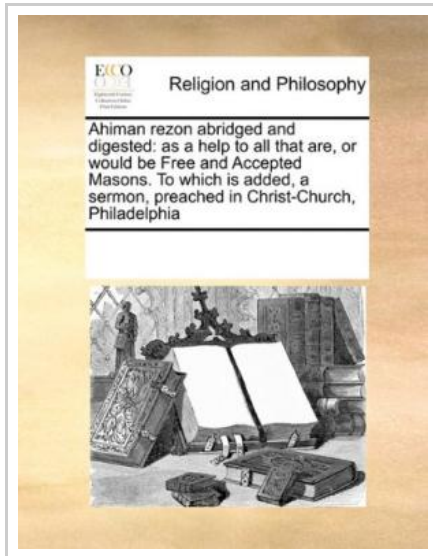 ECCO
Religion and Philosophy
Ahiman rezon abridged and
digested: as a help to all that are, or
would be Free and Accepted
Masons. To which is added, a
sermon, preached in Christ-Church,
Philadelphia